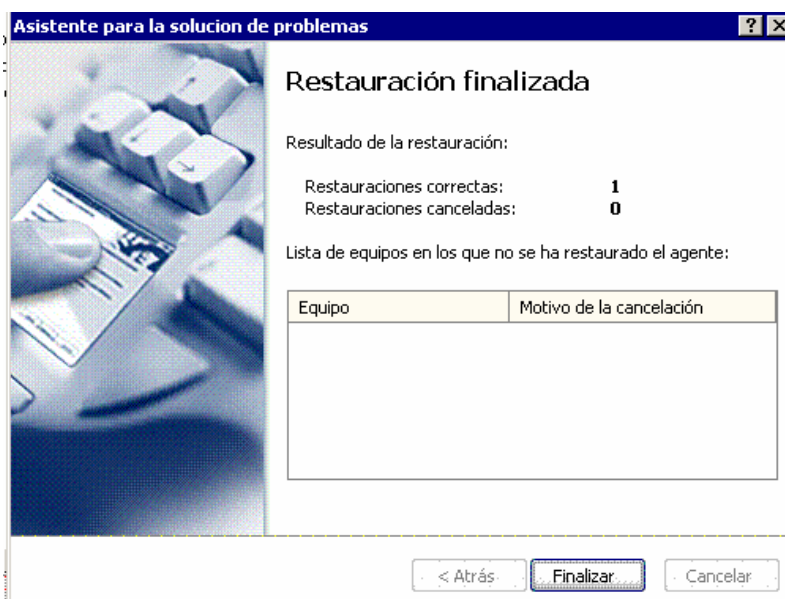 Asistente para la solucion de problemas
Restauración finalizada
Resultado de la restauración:
Restauraciones correctas: 1
Restauraciones canceladas: 0
Lista de equipos en los que no se ha restaurado el agente:
Equipo Motivo de la cancelación
< Atrás Finalizar Cancelar